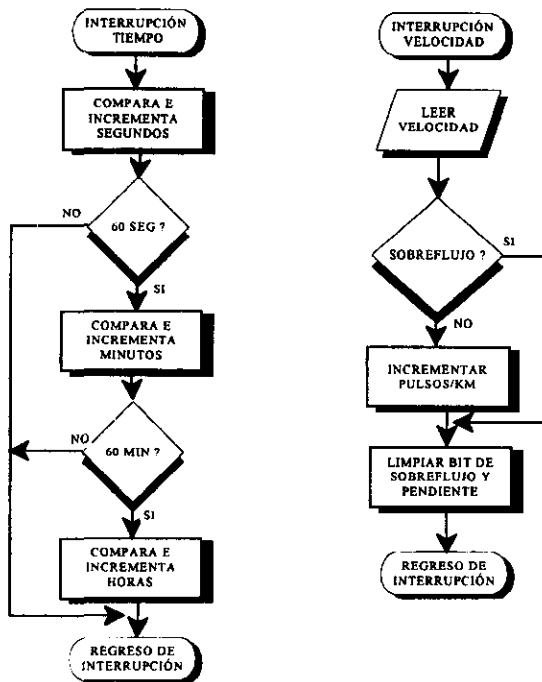 INTERRUPCIÓN
TIEMPO
COMPARA E
INCREMENTA
SEGUNDOS
NO
60 SEG ?
SI
COMPARA E
INCREMENTA
MINUTOS
NO
60 MIN ?
SI
COMPARA E
INCREMENTA
HORAS
REGRESO DE
INTERRUPCIÓN
INTERRUPCIÓN
VELOCIDAD
LEER
VELOCIDAD
SI
SOBREFLUJO ?
NO
INCREMENTAR
PULSOS/KM
LIMPIAR BIT DE
SOBREFLUJO Y
PENDIENTE
REGRESO DE
INTERRUPCIÓN